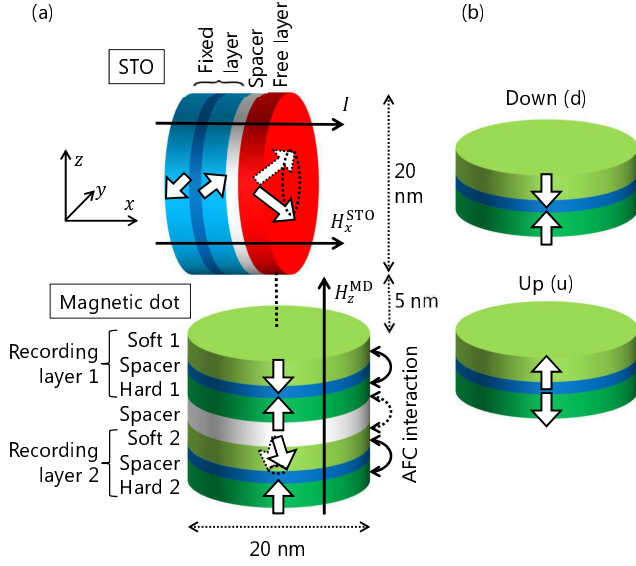 (a)
STO
Fixed
layer
Spacer
Free layer
I
z
y
x
H_x^STO
20
nm
Magnetic dot
H_z^MD
5 nm
Recording
layer 1
Soft 1
Spacer
Hard 1
Spacer
Recording
layer 2
Soft 2
Spacer
Hard 2
AFC interaction
20 nm
(b)
Down (d)
Up (u)